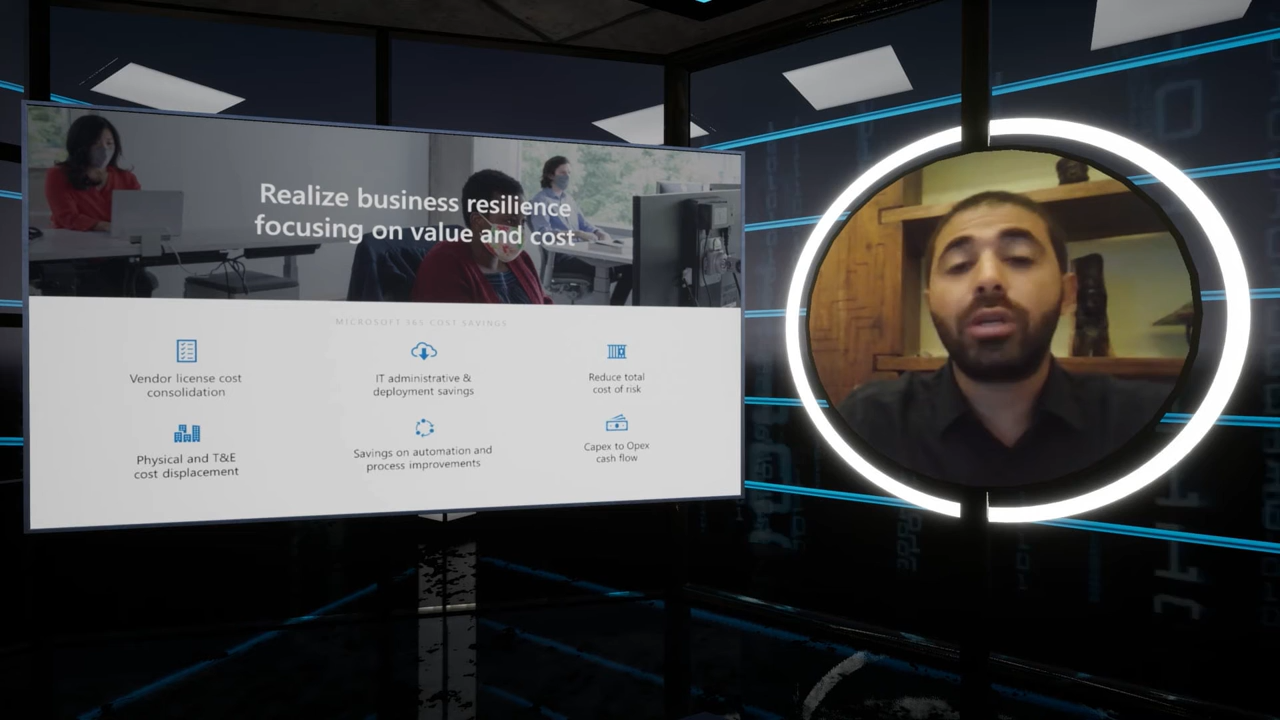 Realize business resilience
focusing on value and cost
MICROSOFT 365 COST SAVINGS
Vendor license cost
consolidation
IT administrative &
deployment savings
Reduce total
cost of risk
Physical and T&E
cost displacement
Savings on automation and
process improvements
Capex to Opex
cash flow